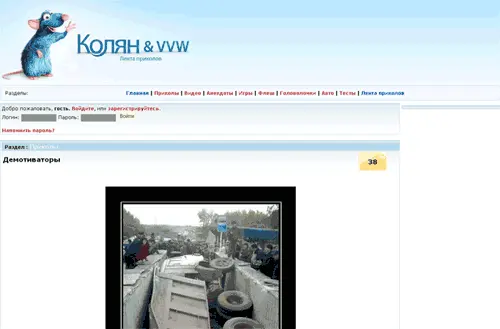 Колян & VVW
Лента приколов
Разделы
Главная | Приколы | Видео | Анекдоты | Игры | Флеш | Головоломки | Авто | Тесты | Лента приколов
Добро пожаловать, гость. Войдите, или зарегистрируйтесь.
Логин: Пароль: Войти
Напомнить пароль?
Раздел : Приколы
Демотиваторы
38